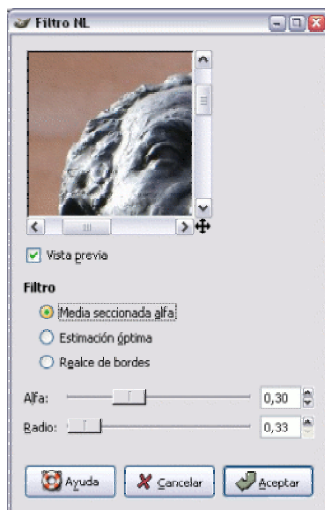 Filtro NL
Vista previa
Filtro
Media seccionada alfa
Estimación óptima
Realce de bordes
Alfa: 0,30
Radio: 0,33
Ayuda Cancelar Aceptar